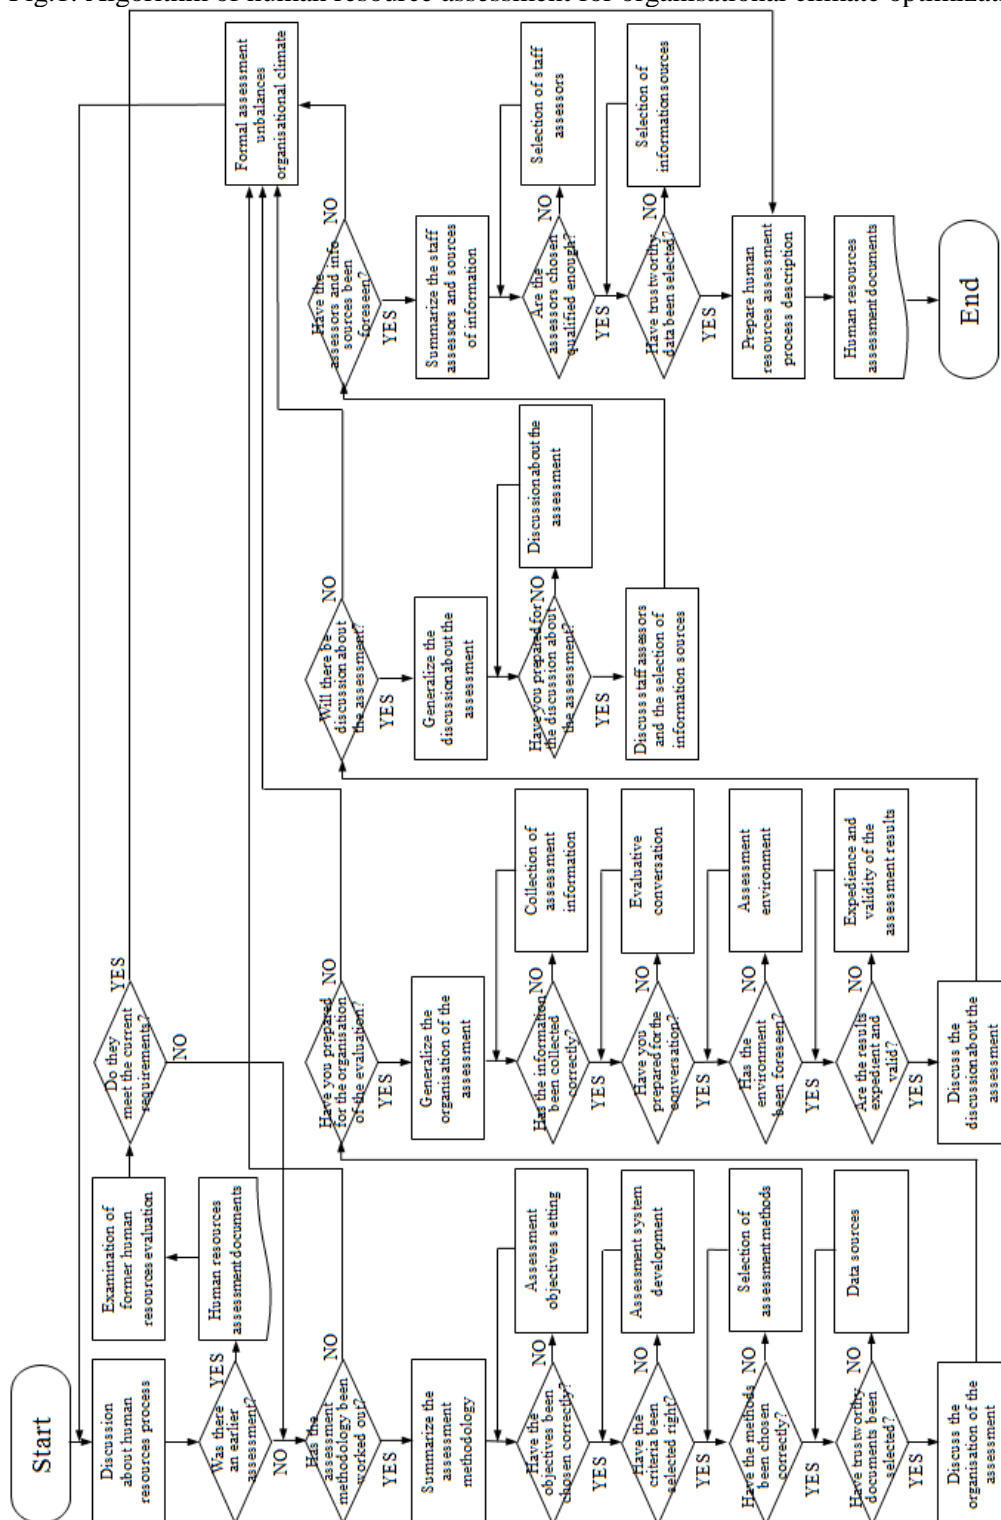 Fig.1. Algorithm of human resource assessment for organisational climate
Start
Discussion
about human
resources process
Was there
an earlier
assessment?
YES
NO
Human resources
assessment documents
Examination of
former human
resources evaluation
Do they
meet the current
requirements?
YES
NO
Has the
assessment
methodology been
worked out?
NO
YES
Summarize the
assessment
methodology
Have the
objectives been
chosen correctly?
NO
YES
Assessment
objectives setting
Have the
criteria been
selected right?
NO
YES
Assessment system
development
Have the methods
been chosen
correctly?
NO
YES
Selection of
assessment methods
Have trustworthy
documents been
selected?
NO
YES
Data sources
Discuss the
organisation of the
assessment
Have you prepared
for the organisation
of the evaluation?
NO
YES
Generalize the
organisation of the
assessment
Has the information
been collected
correctly?
NO
YES
Collection of
assessment
information
Have you
prepared for the
conversation?
NO
YES
Evaluative
conversation
Has the
environment
been foreseen?
NO
YES
Assessment
environment
Are the results
expedient and
valid?
NO
YES
Expedience and
validity of the
assessment results
Discuss the
discussion about the
assessment
Will there be
discussion about
the assessment?
NO
YES
Generalize the
discussion about the
assessment
Have you prepared for
the discussion about
the assessment?
NO
YES
Discussion about the
assessment
Discuss staff assessors
and the selection of
information sources
Have the
assessors and info
sources been
foreseen?
NO
YES
Formal assessment
unbalances
organisational climate
Summarize the staff
assessors and sources
of information
Are the
assessors chosen
qualified enough?
NO
YES
Selection of staff
assessors
Have trustworthy
data been selected?
NO
YES
Selection of
information sources
Prepare human
resources assessment
process description
Human resources
assessment documents
End